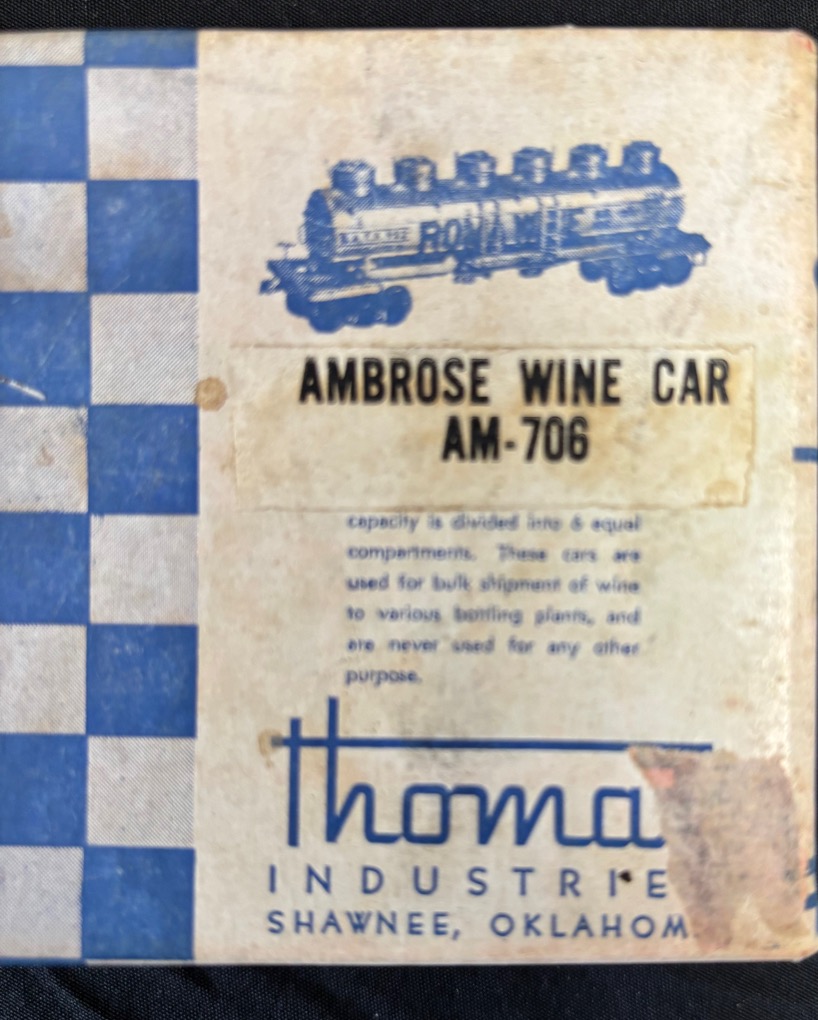 ROMA WINE
AMBROSE WINE CAR
AM-706
capacity is divided into 6 equal
compartments. These cars are
used for bulk shipment of wine
to various bottling plants, and
are never used for any other
purpose.
thoma
INDUSTRIE
SHAWNEE, OKLAHOM